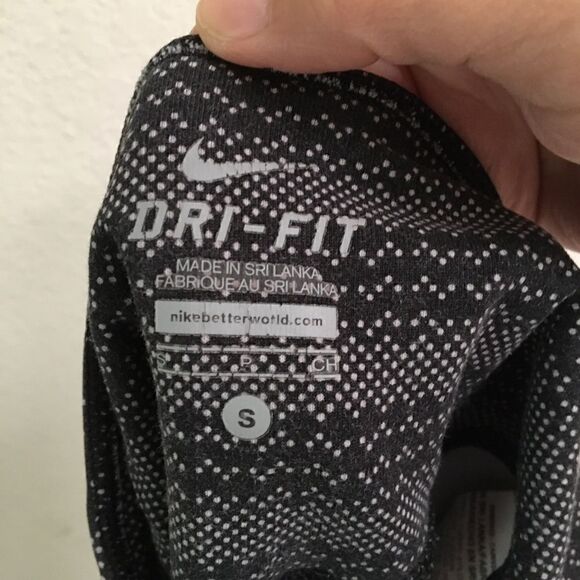 DRI-FIT
MADE IN SRI LANKA
FABRIQUE AU SRI LANKA
nikebetterworld.com
S P CH
S